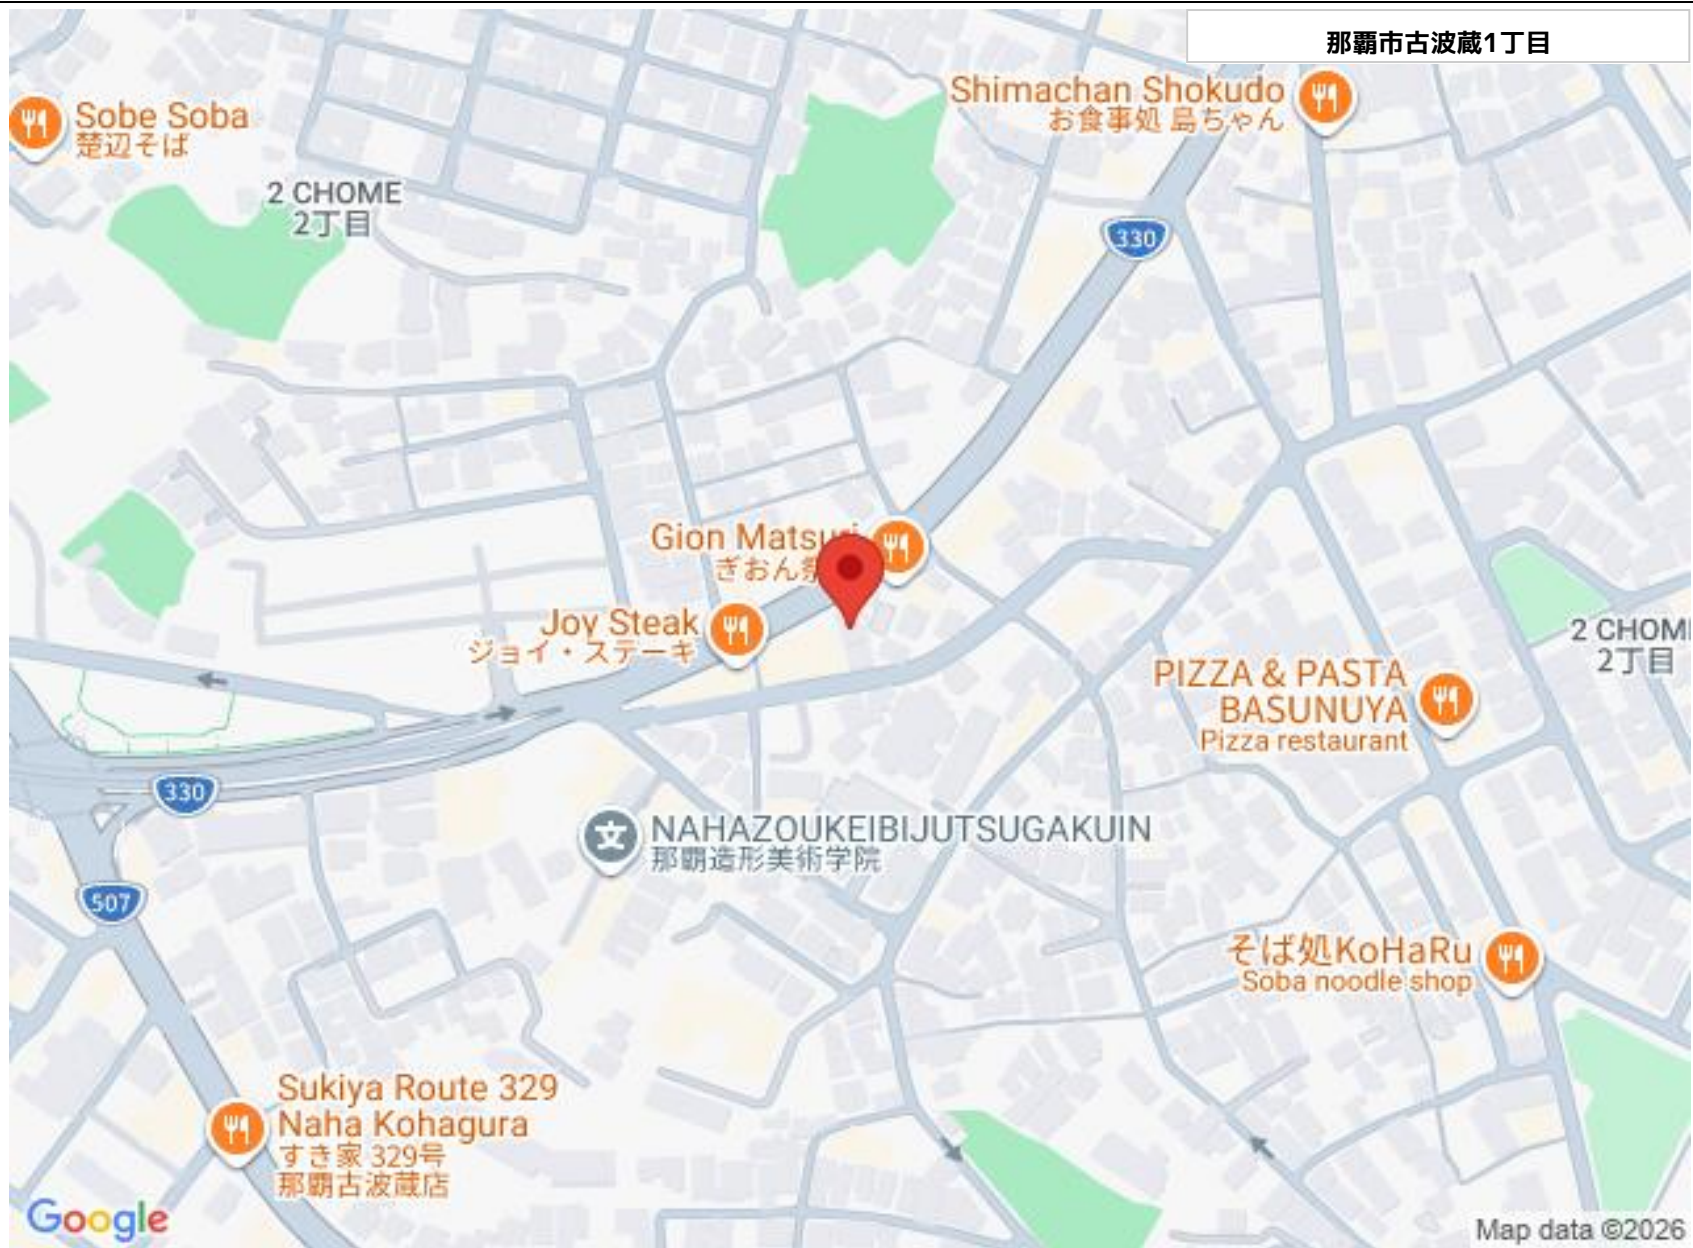 那覇市古波蔵1丁目
Shimachan Shokudo
お食事処 島ちゃん
Sobe Soba
楚辺そば
2 CHOME
2丁目
330
Gion Matsuri
ぎおん祭
Joy Steak
ジョイ・ステーキ
2 CHOM
2丁目
PIZZA & PASTA
BASUNUYA
Pizza restaurant
330
NAHAZOUKEIBIJUTSUGAKUIN
那覇造形美術学院
507
そば処KoHaRu
Soba noodle shop
Sukiya Route 329
Naha Kohagura
すき家 329号
那覇古波蔵店
Google
Map data ©2026